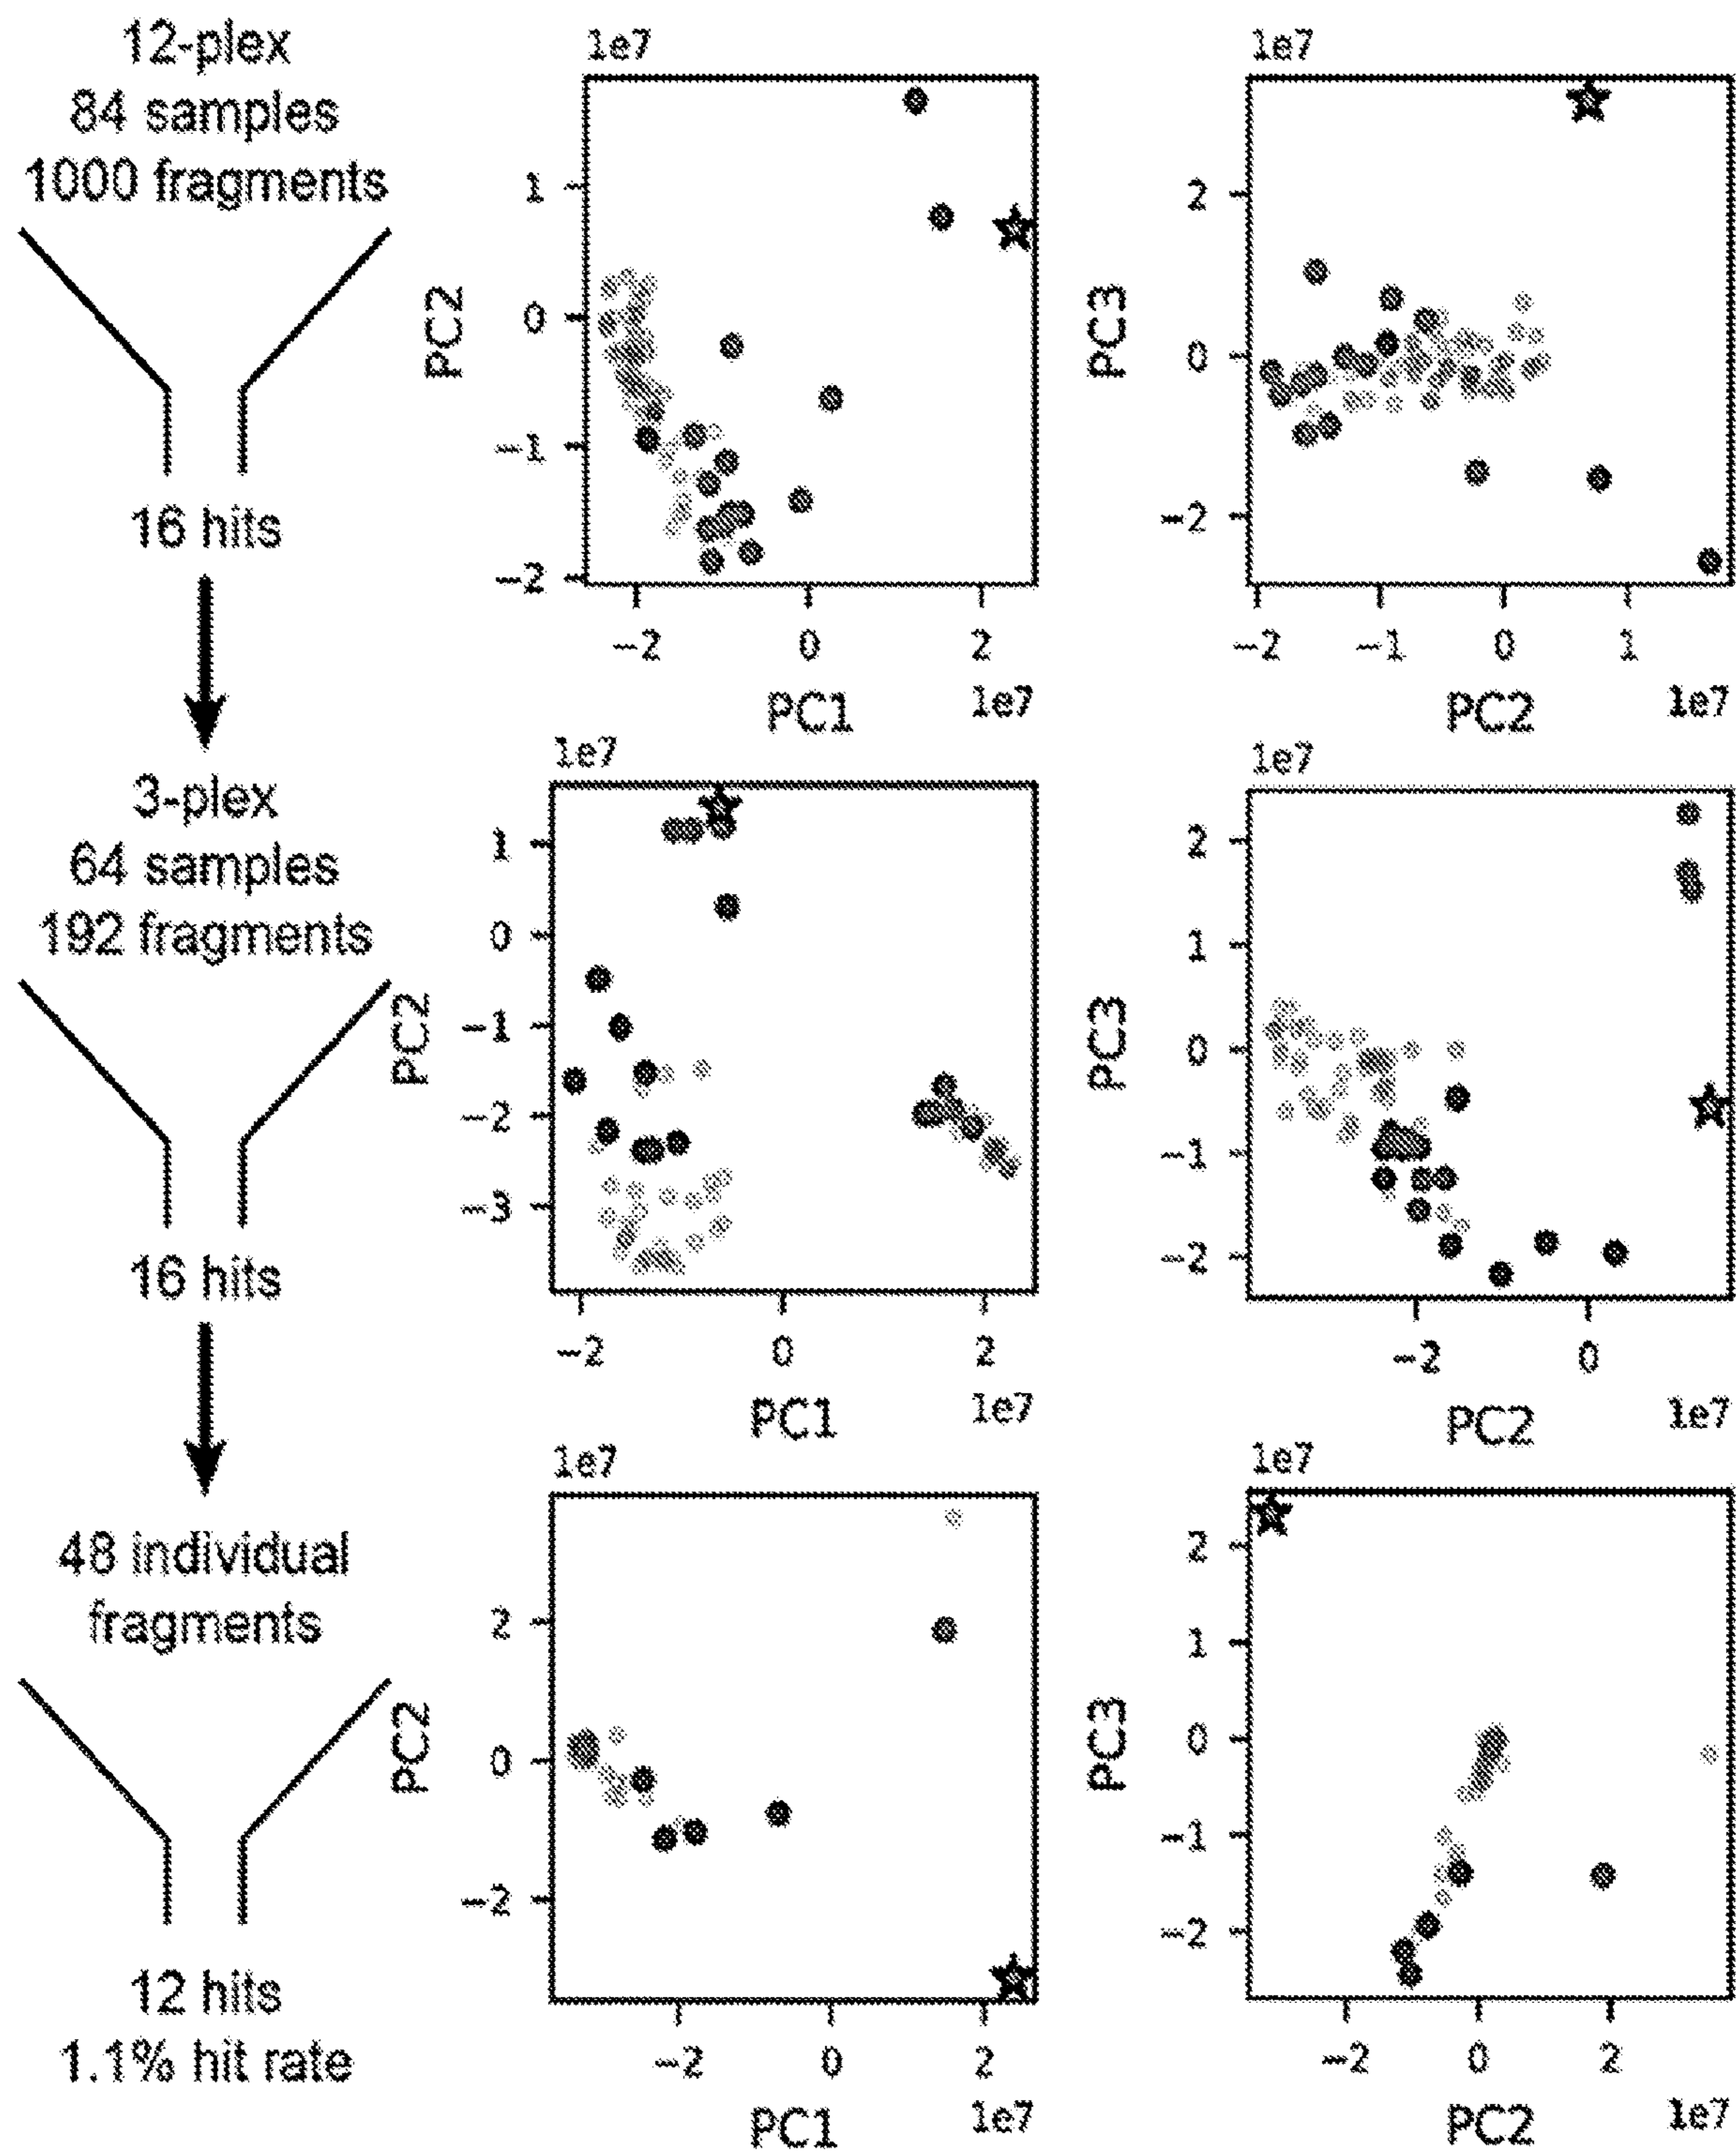 12-plex
84 samples
1000 fragments
16 hits
3-plex
64 samples
192 fragments
16 hits
48 individual
fragments
12 hits
1.1% hit rate
1e7
PC2
1
0
−1
−2
−2 0 2
PC1 1e7
1e7
PC3
2
0
−2
−2 −1 0 1
PC2 1e7
1e7
PC2
1
0
−1
−2
−3
−2 0 2
PC1 1e7
1e7
PC3
2
1
0
−1
−2
−2 0
PC2 1e7
1e7
PC2
2
0
−2
−2 0 2
PC1 1e7
1e7
PC3
2
1
0
−1
−2
−2 0 2
PC2 1e7